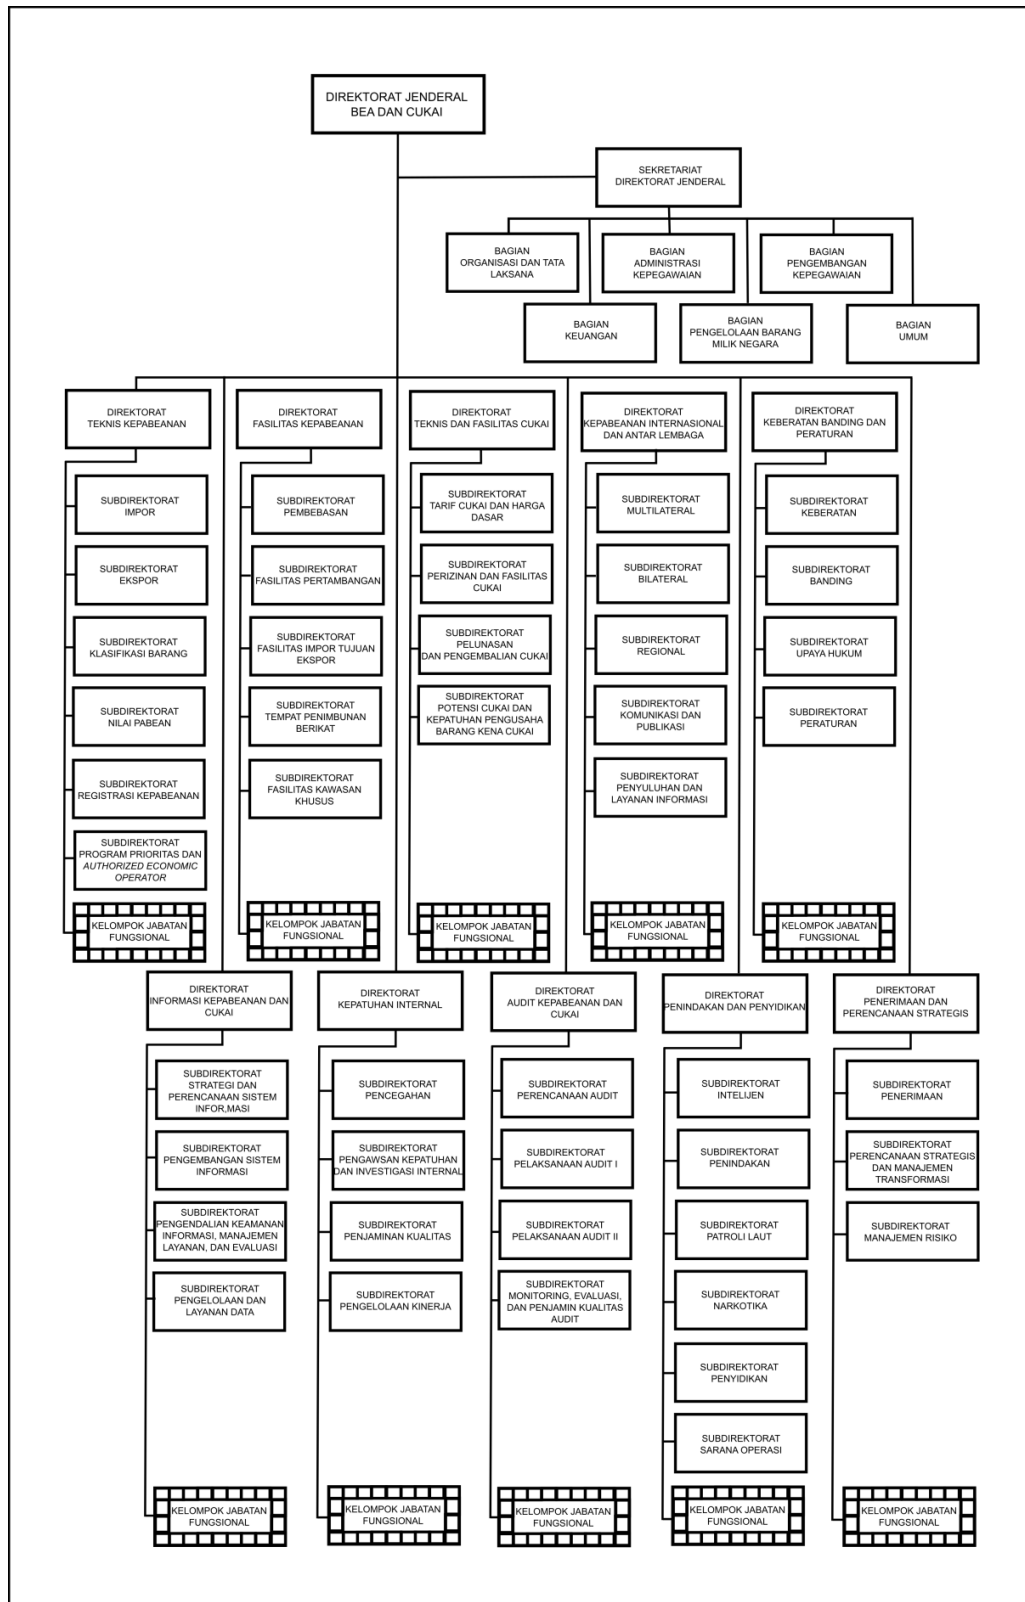 DIREKTORAT JENDERAL
BEA DAN CUKAI
SEKRETARIAT
DIREKTORAT JENDERAL
BAGIAN
ORGANISASI DAN TATA
LAKSANA
BAGIAN
ADMINISTRASI
KEPEGAWAIAN
BAGIAN
PENGEMBANGAN
KEPEGAWAIAN
BAGIAN
KEUANGAN
BAGIAN
PENGELOLAAN BARANG
MILIK NEGARA
BAGIAN
UMUM
DIREKTORAT
TEKNIS KEPABEANAN
SUBDIREKTORAT
IMPOR
SUBDIREKTORAT
EKSPOR
SUBDIREKTORAT
KLASIFIKASI BARANG
SUBDIREKTORAT
NILAI PABEAN
SUBDIREKTORAT
REGISTRASI KEPABEANAN
SUBDIREKTORAT
PROGRAM PRIORITAS DAN
AUTHORIZED ECONOMIC
OPERATOR
KELOMPOK JABATAN
FUNGSIONAL
DIREKTORAT
FASILITAS KEPABEANAN
SUBDIREKTORAT
PEMBEBASAN
SUBDIREKTORAT
FASILITAS PERTAMBANGAN
SUBDIREKTORAT
FASILITAS IMPOR TUJUAN
EKSPOR
SUBDIREKTORAT
TEMPAT PENIMBUNAN
BERIKAT
SUBDIREKTORAT
FASILITAS KAWASAN
KHUSUS
KELOMPOK JABATAN
FUNGSIONAL
DIREKTORAT
TEKNIS DAN FASILITAS CUKAI
SUBDIREKTORAT
TARIF CUKAI DAN HARGA
DASAR
SUBDIREKTORAT
PERIZINAN DAN FASILITAS
CUKAI
SUBDIREKTORAT
PELUNASAN
DAN PENGEMBALIAN CUKAI
SUBDIREKTORAT
POTENSI CUKAI DAN
KEPATUHAN PENGUSAHA
BARANG KENA CUKAI
KELOMPOK JABATAN
FUNGSIONAL
DIREKTORAT
KEPABEANAN INTERNASIONAL
DAN ANTAR LEMBAGA
SUBDIREKTORAT
MULTILATERAL
SUBDIREKTORAT
BILATERAL
SUBDIREKTORAT
REGIONAL
SUBDIREKTORAT
KOMUNIKASI DAN
PUBLIKASI
SUBDIREKTORAT
PENYULUHAN DAN
LAYANAN INFORMASI
KELOMPOK JABATAN
FUNGSIONAL
DIREKTORAT
KEBERATAN BANDING DAN
PERATURAN
SUBDIREKTORAT
KEBERATAN
SUBDIREKTORAT
BANDING
SUBDIREKTORAT
UPAYA HUKUM
SUBDIREKTORAT
PERATURAN
KELOMPOK JABATAN
FUNGSIONAL
DIREKTORAT
INFORMASI KEPABEANAN DAN
CUKAI
SUBDIREKTORAT
STRATEGI DAN
PERENCANAAN SISTEM
INFOR,MASI
SUBDIREKTORAT
PENGEMBANGAN SISTEM
INFORMASI
SUBDIREKTORAT
PENGENDALIAN KEAMANAN
INFORMASI, MANAJEMEN
LAYANAN, DAN EVALUASI
SUBDIREKTORAT
PENGELOLAAN DAN
LAYANAN DATA
KELOMPOK JABATAN
FUNGSIONAL
DIREKTORAT
KEPATUHAN INTERNAL
SUBDIREKTORAT
PENCEGAHAN
SUBDIREKTORAT
PENGAWSAN KEPATUHAN
DAN INVESTIGASI INTERNAL
SUBDIREKTORAT
PENJAMINAN KUALITAS
SUBDIREKTORAT
PENGELOLAAN KINERJA
KELOMPOK JABATAN
FUNGSIONAL
DIREKTORAT
AUDIT KEPABEANAN DAN
CUKAI
SUBDIREKTORAT
PERENCANAAN AUDIT
SUBDIREKTORAT
PELAKSANAAN AUDIT I
SUBDIREKTORAT
PELAKSANAAN AUDIT II
SUBDIREKTORAT
MONITORING, EVALUASI,
DAN PENJAMIN KUALITAS
AUDIT
KELOMPOK JABATAN
FUNGSIONAL
DIREKTORAT
PENINDAKAN DAN PENYIDIKAN
SUBDIREKTORAT
INTELIJEN
SUBDIREKTORAT
PENINDAKAN
SUBDIREKTORAT
PATROLI LAUT
SUBDIREKTORAT
NARKOTIKA
SUBDIREKTORAT
PENYIDIKAN
SUBDIREKTORAT
SARANA OPERASI
KELOMPOK JABATAN
FUNGSIONAL
DIREKTORAT
PENERIMAAN DAN
PERENCANAAN STRATEGIS
SUBDIREKTORAT
PENERIMAAN
SUBDIREKTORAT
PERENCANAAN STRATEGIS
DAN MANAJEMEN
TRANSFORMASI
SUBDIREKTORAT
MANAJEMEN RISIKO
KELOMPOK JABATAN
FUNGSIONAL